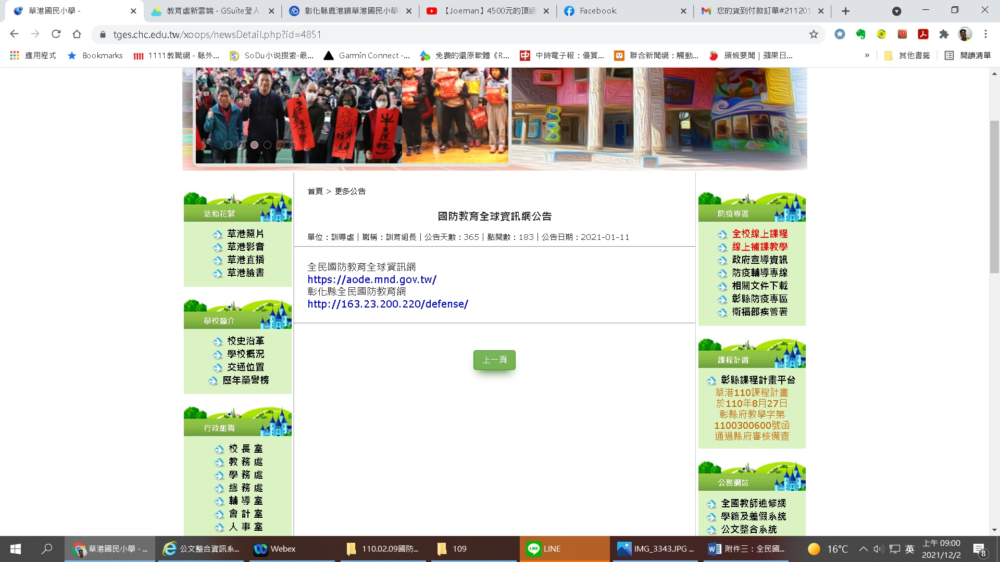 草港國民小學 -
教育處新雲端 - GSuite登入
彰化縣鹿港鎮草港國民小學
【Joeman】4500元的頂級
Facebook
您的貨到付款訂單#211201
tges.chc.edu.tw/xoops/newsDetail.php?id=4851
應用程式
Bookmarks
1111教職網 - 縣外...
SoDu小说搜索-最...
Garmin Connect -...
免費的還原軟體《R...
中時電子報：優質...
聯合新聞網：觸動...
頭條要聞 | 蘋果日...
»
其他書籤
閱讀清單
首頁 > 更多公告
國防教育全球資訊網公告
單位：訓導處 | 職稱：訓育組長 | 公告天數：365 | 點閱數：183 | 公告日期：2021-01-11
全民國防教育全球資訊網
https://aode.mnd.gov.tw/
彰化縣全民國防教育網
http://163.23.200.220/defense/
上一頁
活動花絮
草港照片
草港影音
草港直播
草港臉書
學校簡介
校史沿革
學校概況
交通位置
歷年榮譽榜
行政組職
校 長 室
教 務 處
學 務 處
總 務 處
輔 導 室
會 計 室
人 事 室
防疫專區
全校線上課程
線上補課教學
政府宣導資訊
防疫輔導專線
相關文件下載
彰縣防疫專區
衛福部疾管署
課程計畫
彰縣課程計畫平台
草港110課程計畫
於110年8月27日
彰縣府教學字第
1100300600號函
通過縣府審核備查
公務網站
全國教師進修網
學籍及差假系統
公文整合系統
草港國民小學 - ...
公文整合資訊系...
Webex
110.02.09國防...
109
LINE
IMG_3343.JPG ...
附件三：全民國...
16°C
英
上午 09:00
2021/12/2
8